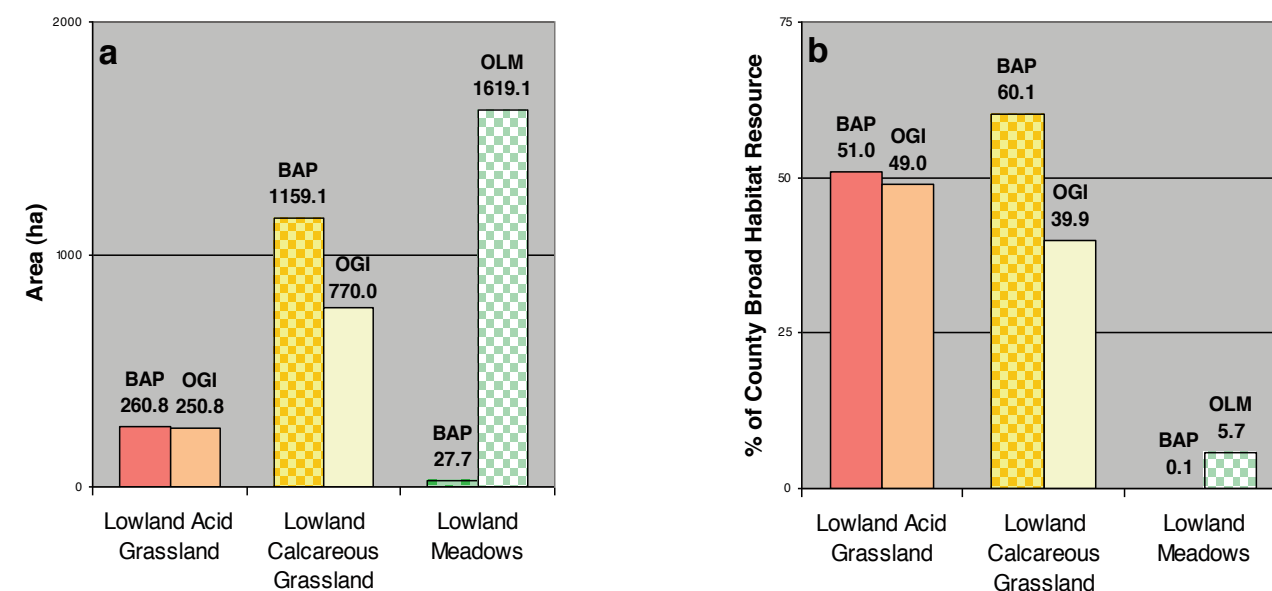 a
Area (ha)
2000
1000
0
BAP
260.8
OGI
250.8
BAP
1159.1
OGI
770.0
BAP
27.7
OLM
1619.1
Lowland Acid
Grassland
Lowland
Calcareous
Grassland
Lowland
Meadows
b
% of County Broad Habitat Resource
75
50
25
0
BAP
51.0
OGI
49.0
BAP
60.1
OGI
39.9
BAP
0.1
OLM
5.7
Lowland Acid
Grassland
Lowland
Calcareous
Grassland
Lowland
Meadows